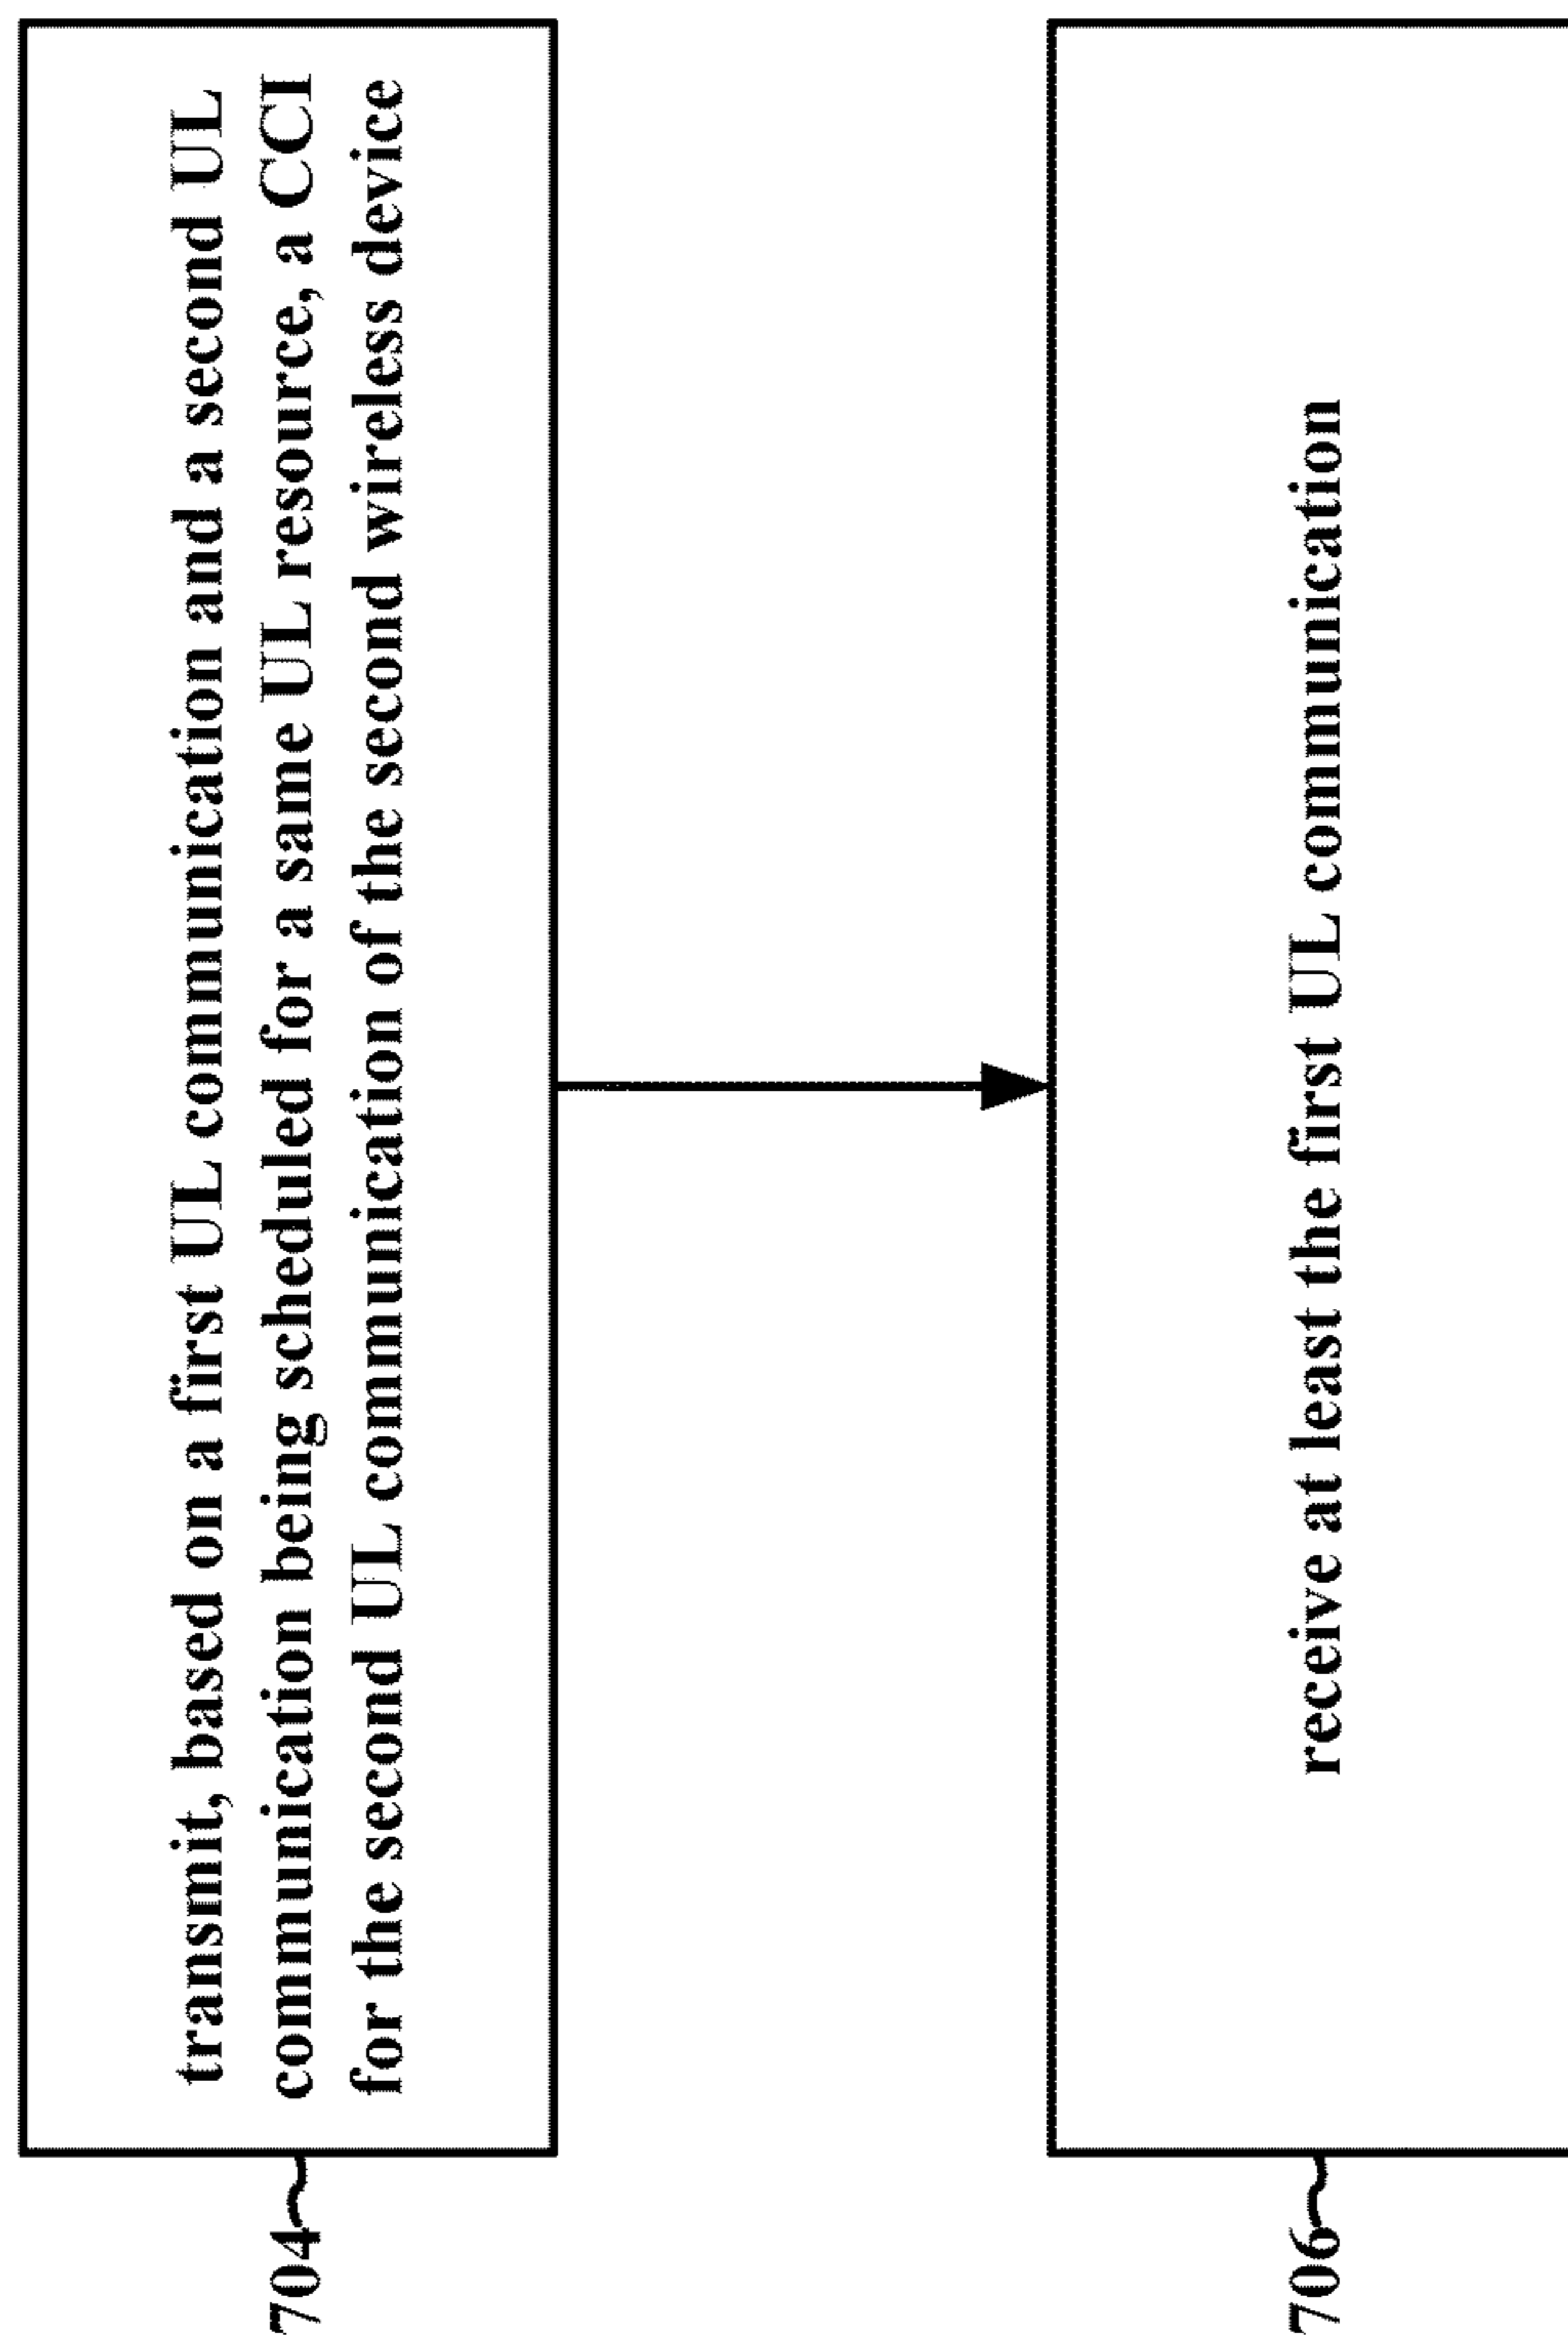 transmit, based on a first UL communication and a second UL
communication being scheduled for a same UL resource, a CCI
for the second UL communication of the second wireless device
704
receive at least the first UL communication
706